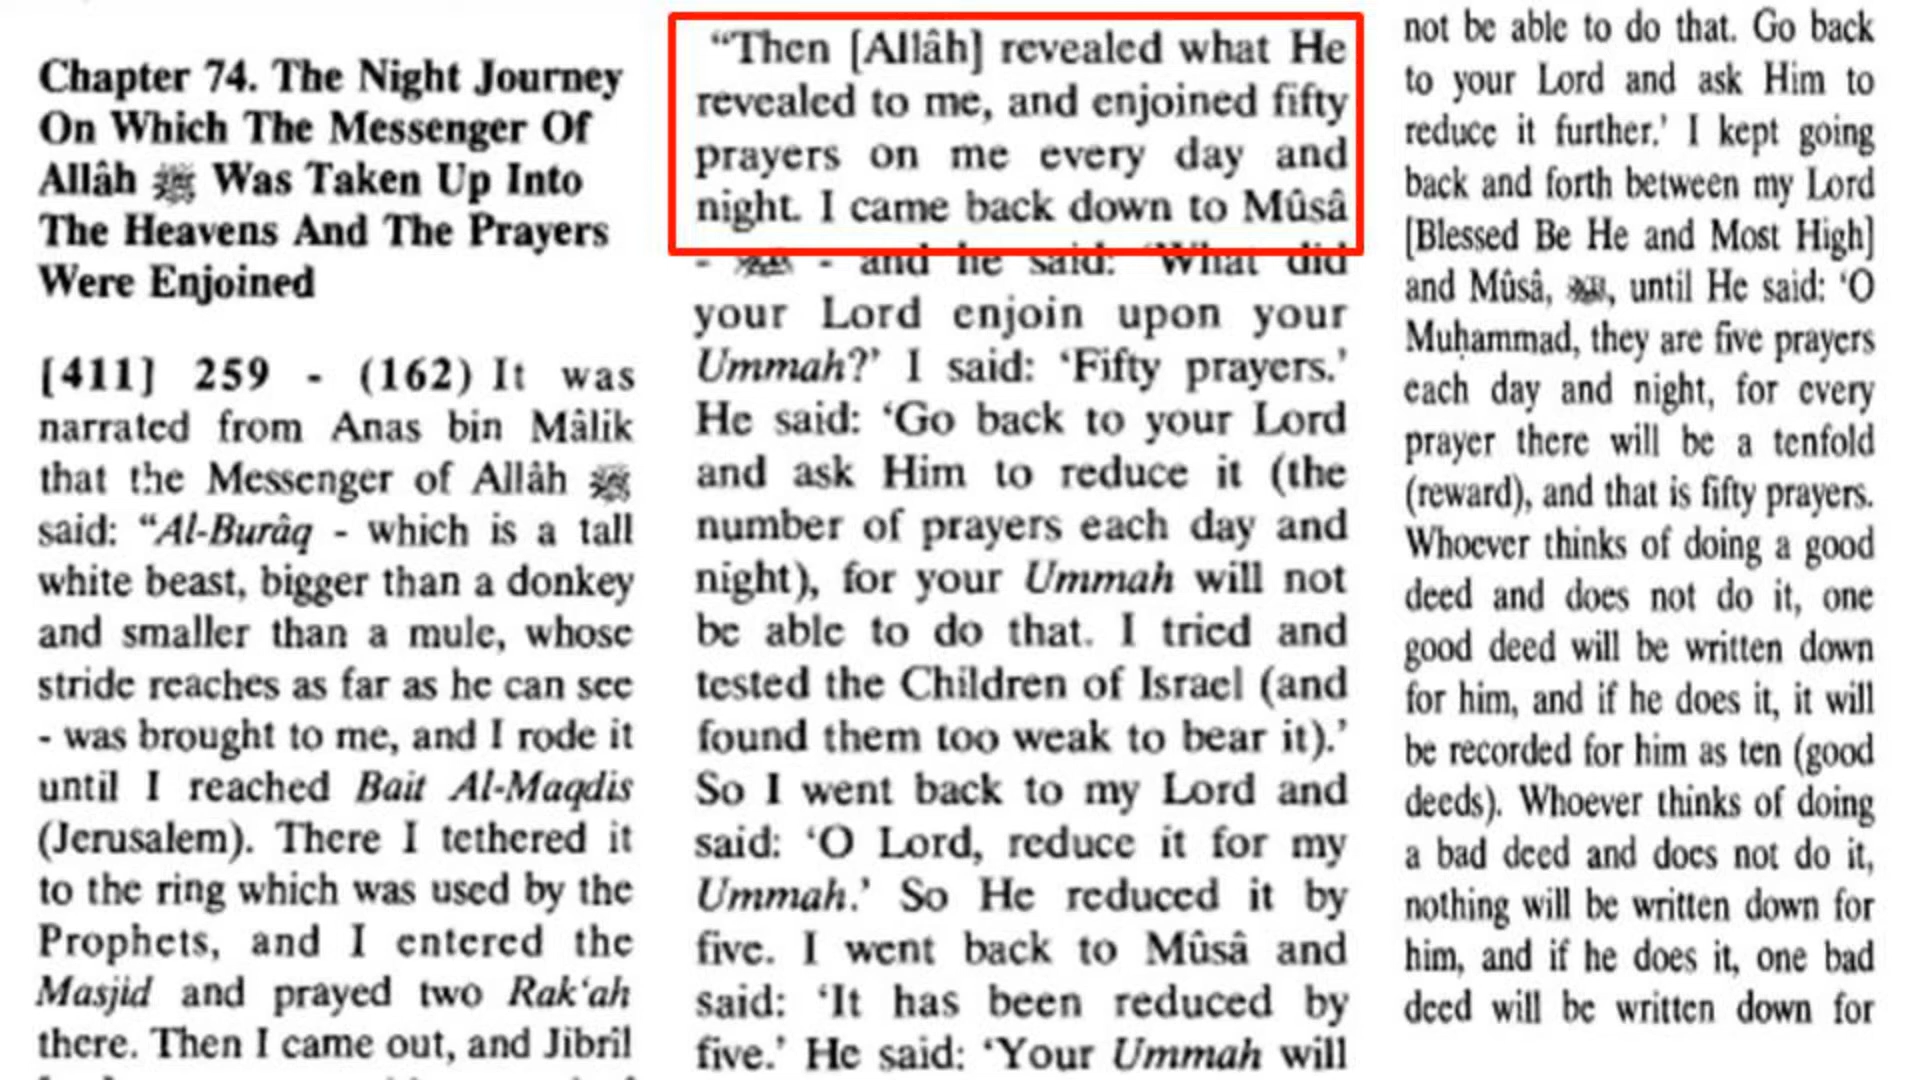 Chapter 74. The Night Journey
On Which The Messenger Of
Allâh ﷺ Was Taken Up Into
The Heavens And The Prayers
Were Enjoined
[411] 259 - (162) It was
narrated from Anas bin Mâlik
that the Messenger of Allâh ﷺ
said: “Al-Burâq - which is a tall
white beast, bigger than a donkey
and smaller than a mule, whose
stride reaches as far as he can see
- was brought to me, and I rode it
until I reached Bait Al-Maqdis
(Jerusalem). There I tethered it
to the ring which was used by the
Prophets, and I entered the
Masjid and prayed two Rak‘ah
there. Then I came out, and Jibrîl
“Then [Allâh] revealed what He
revealed to me, and enjoined fifty
prayers on me every day and
night. I came back down to Mûsâ
- - and he said: ‘What did
your Lord enjoin upon your
Ummah?’ I said: ‘Fifty prayers.’
He said: ‘Go back to your Lord
and ask Him to reduce it (the
number of prayers each day and
night), for your Ummah will not
be able to do that. I tried and
tested the Children of Israel (and
found them too weak to bear it).’
So I went back to my Lord and
said: ‘O Lord, reduce it for my
Ummah.’ So He reduced it by
five. I went back to Mûsâ and
said: ‘It has been reduced by
five.’ He said: ‘Your Ummah will
not be able to do that. Go back
to your Lord and ask Him to
reduce it further.’ I kept going
back and forth between my Lord
[Blessed Be He and Most High]
and Mûsâ, , until He said: ‘O
Muḥammad, they are five prayers
each day and night, for every
prayer there will be a tenfold
(reward), and that is fifty prayers.
Whoever thinks of doing a good
deed and does not do it, one
good deed will be written down
for him, and if he does it, it will
be recorded for him as ten (good
deeds). Whoever thinks of doing
a bad deed and does not do it,
nothing will be written down for
him, and if he does it, one bad
deed will be written down for